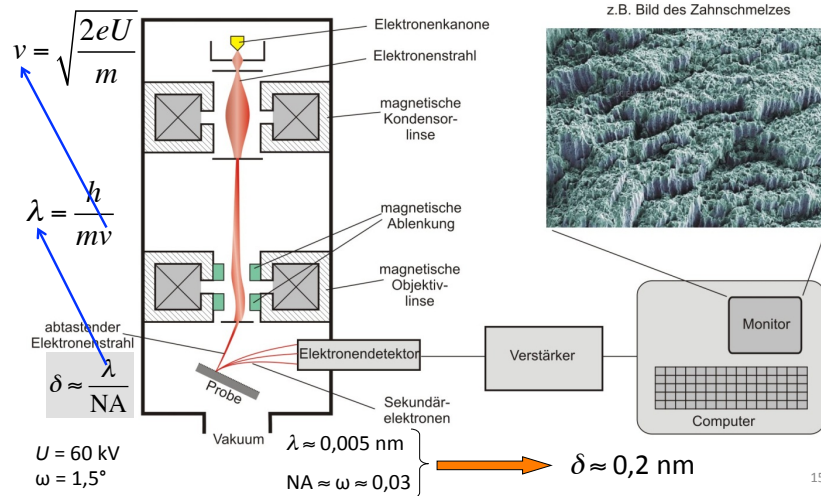 z.B. Bild des Zahnschmelzes
v = √(2eU/m)
Elektronenkanone
Elektronenstrahl
magnetische
Kondensor-
linse
λ = h/mv
magnetische
Ablenkung
magnetische
Objektiv-
linse
abtastender
Elektronenstrahl
Elektronendetektor
Verstärker
Monitor
Computer
δ ≈ λ/NA
Probe
Sekundär-
elektronen
Vakuum
U = 60 kV
ω = 1,5°
λ ≈ 0,005 nm
NA ≈ ω ≈ 0,03
δ ≈ 0,2 nm
15